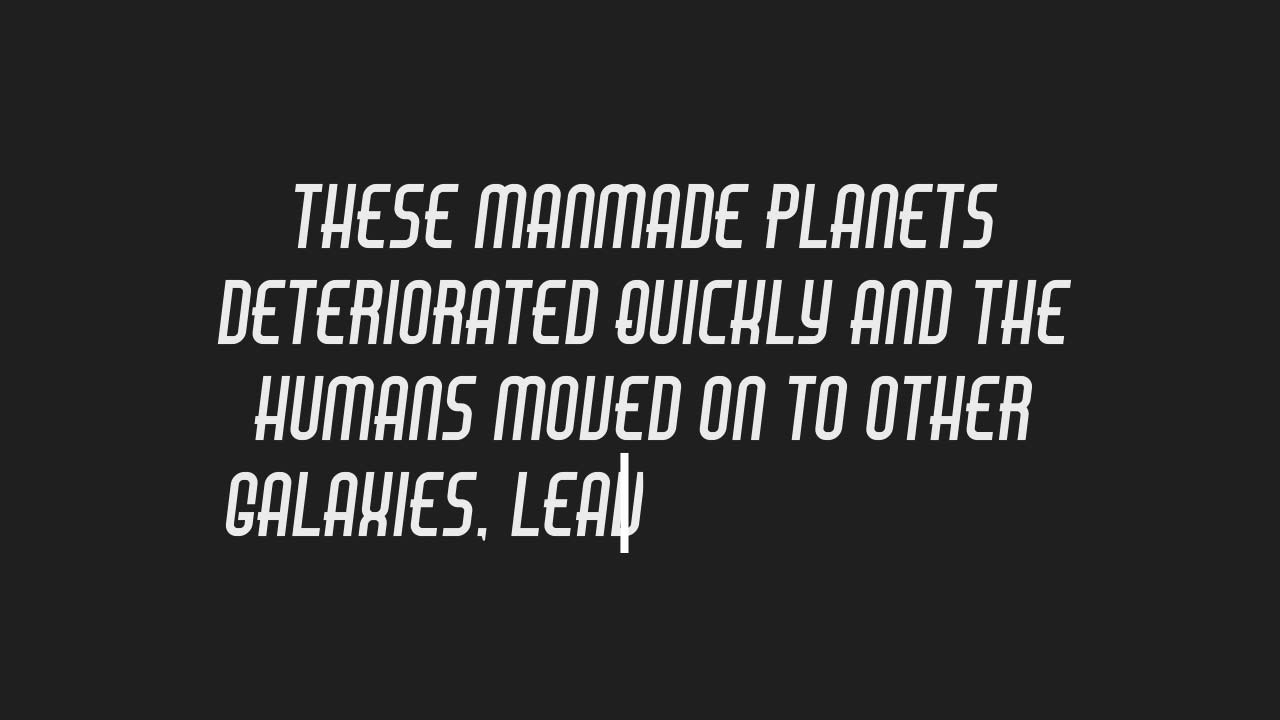 THESE MANMADE PLANETS
DETERIORATED QUICKLY AND THE
HUMANS MOVED ON TO OTHER
GALAXIES, LEAV